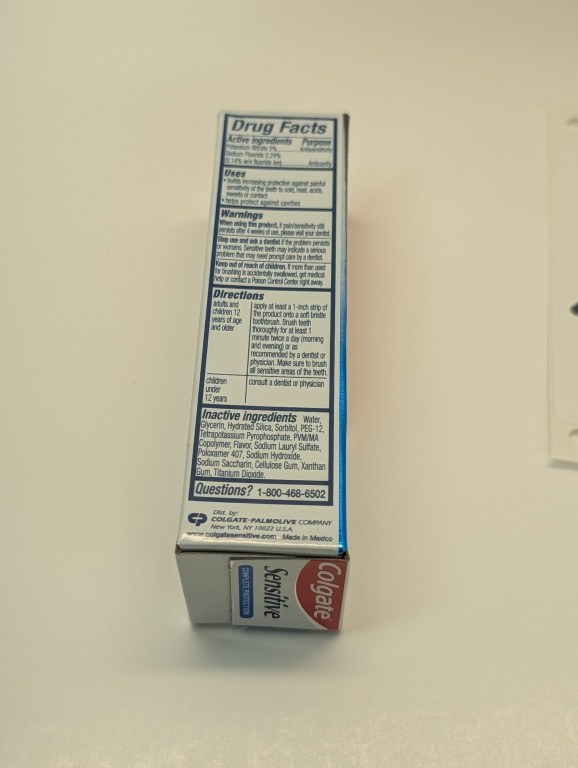 Drug Facts
Active ingredients Purpose
Potassium Nitrate 5% Antisensitivity
Sodium Fluoride 0.24%
(0.14% w/v fluoride ion) Anticavity
Uses
• builds increasing protection against painful
sensitivity of the teeth to cold, heat, acids,
sweets or contact
• helps protect against cavities
Warnings
When using this product, if pain/sensitivity still
persists after 4 weeks of use, please visit your dentist.
Stop use and ask a dentist if the problem persists
or worsens. Sensitive teeth may indicate a serious
problem that may need prompt care by a dentist.
Keep out of reach of children. If more than used
for brushing is accidentally swallowed, get medical
help or contact a Poison Control Center right away.
Directions
adults and
children 12
years of age
and older
apply at least a 1-inch strip of
the product onto a soft bristle
toothbrush. Brush teeth
thoroughly for at least 1
minute twice a day (morning
and evening) or as
recommended by a dentist or
physician. Make sure to brush
all sensitive areas of the teeth.
children
under
12 years
consult a dentist or physician
Inactive ingredients Water,
Glycerin, Hydrated Silica, Sorbitol, PEG-12,
Tetrapotassium Pyrophosphate, PVM/MA
Copolymer, Flavor, Sodium Lauryl Sulfate,
Poloxamer 407, Sodium Hydroxide,
Sodium Saccharin, Cellulose Gum, Xanthan
Gum, Titanium Dioxide.
Questions? 1-800-468-6502
CP
Dist. by:
COLGATE-PALMOLIVE COMPANY
New York, NY 10022 U.S.A.
www.colgatesensitive.com Made in Mexico
Colgate®
Sensitive
COMPLETE PROTECTION